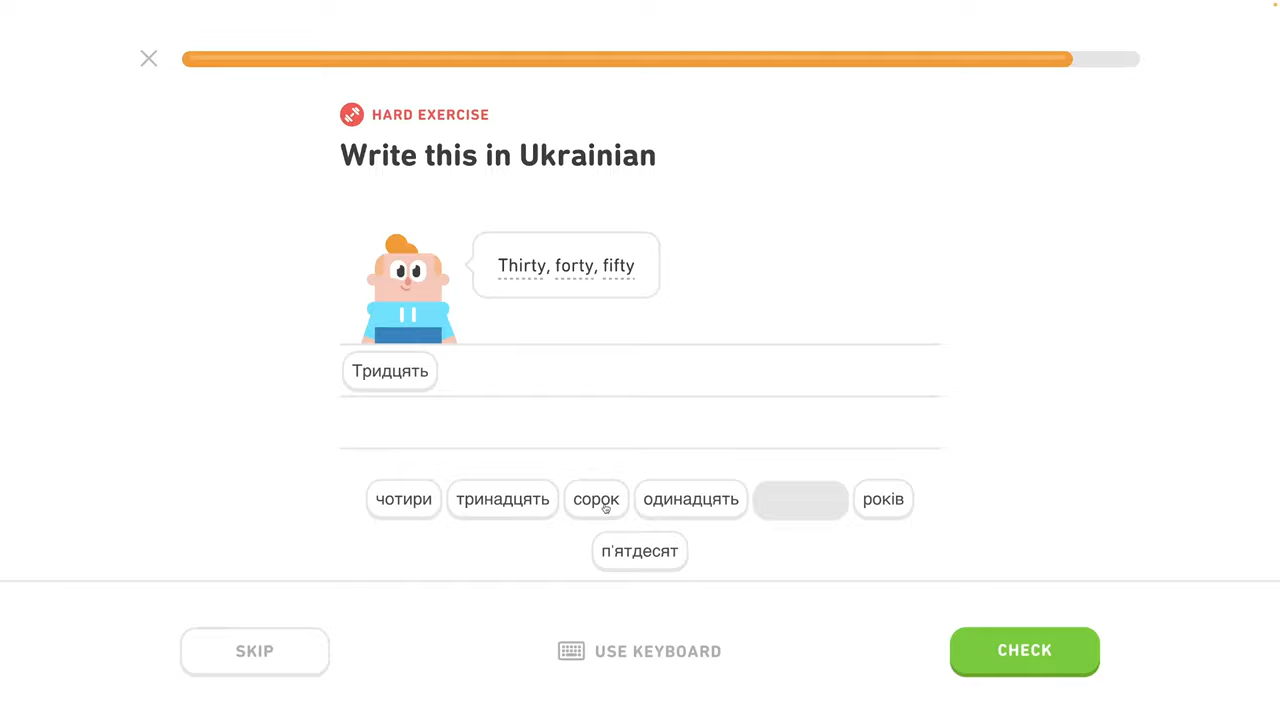 HARD EXERCISE
Write this in Ukrainian
Thirty, forty, fifty
Тридцять
чотири тринадцять сорок одинадцять років
п'ятдесят
SKIP USE KEYBOARD CHECK